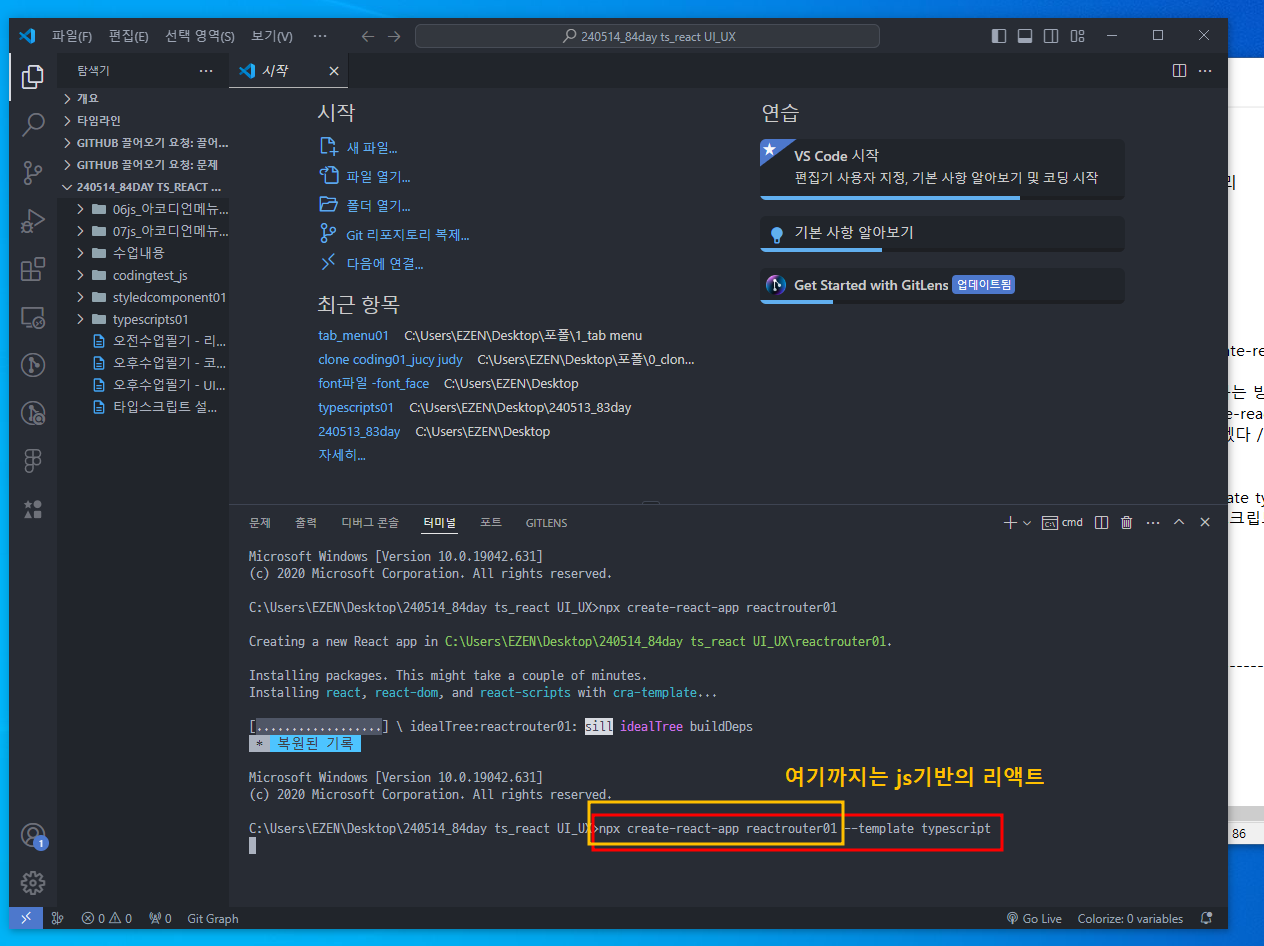 파일(F) 편집(E) 선택 영역(S) 보기(V) ... 240514_84day ts_react UI_UX
탐색기 ...
개요
타임라인
GITHUB 끌어오기 요청: 끌어...
GITHUB 끌어오기 요청: 문제
240514_84DAY TS_REACT ...
06js_아코디언메뉴...
07js_아코디언메뉴...
수업내용
codingtest_js
styledcomponent01
typescripts01
오전수업필기 - 리...
오후수업필기 - 코...
오후수업필기 - UI...
타입스크립트 설...
시작
시작
새 파일...
파일 열기...
폴더 열기...
Git 리포지토리 복제...
다음에 연결...
최근 항목
tab_menu01 C:\Users\EZEN\Desktop\포폴\1_tab menu
clone coding01_jucy judy C:\Users\EZEN\Desktop\포폴\0_clon...
font파일 -font_face C:\Users\EZEN\Desktop
typescripts01 C:\Users\EZEN\Desktop\240513_83day
240513_83day C:\Users\EZEN\Desktop
자세히...
연습
VS Code 시작
편집기 사용자 지정, 기본 사항 알아보기 및 코딩 시작
기본 사항 알아보기
Get Started with GitLens 업데이트됨
문제 출력 디버그 콘솔 터미널 포트 GITLENS cmd
Microsoft Windows [Version 10.0.19042.631]
(c) 2020 Microsoft Corporation. All rights reserved.
C:\Users\EZEN\Desktop\240514_84day ts_react UI_UX>npx create-react-app reactrouter01
Creating a new React app in C:\Users\EZEN\Desktop\240514_84day ts_react UI_UX\reactrouter01.
Installing packages. This might take a couple of minutes.
Installing react, react-dom, and react-scripts with cra-template...
[..................] \ idealTree:reactrouter01: sill idealTree buildDeps
* 복원된 기록
Microsoft Windows [Version 10.0.19042.631]
(c) 2020 Microsoft Corporation. All rights reserved.
여기까지는 js기반의 리액트
C:\Users\EZEN\Desktop\240514_84day ts_react UI_UX>npx create-react-app reactrouter01 --template typescript
1
0 0 0 Git Graph Go Live Colorize: 0 variables
86